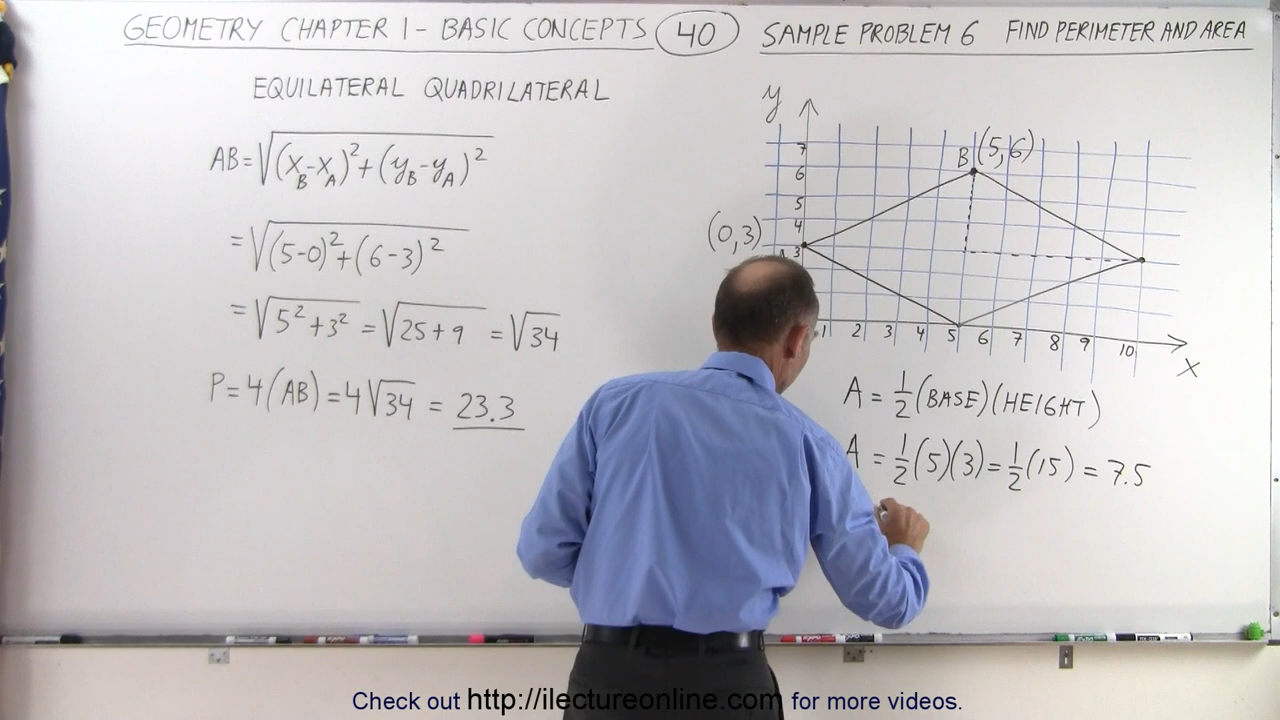 GEOMETRY CHAPTER 1 - BASIC CONCEPTS 40 SAMPLE PROBLEM 6 FIND PERIMETER AND AREA
EQUILATERAL QUADRILATERAL
AB = √((x_B - x_A)² + (y_B - y_A)²)
= √((5-0)² + (6-3)²)
= √(5² + 3²) = √(25 + 9) = √34
P = 4(AB) = 4√34 = 23.3
y
7
6
5
4
3
B (5,6)
(0,3)
1 2 3 4 5 6 7 8 9 10
x
A = 1/2 (BASE)(HEIGHT)
A = 1/2 (5)(3) = 1/2 (15) = 7.5
Check out http://ilectureonline.com for more videos.